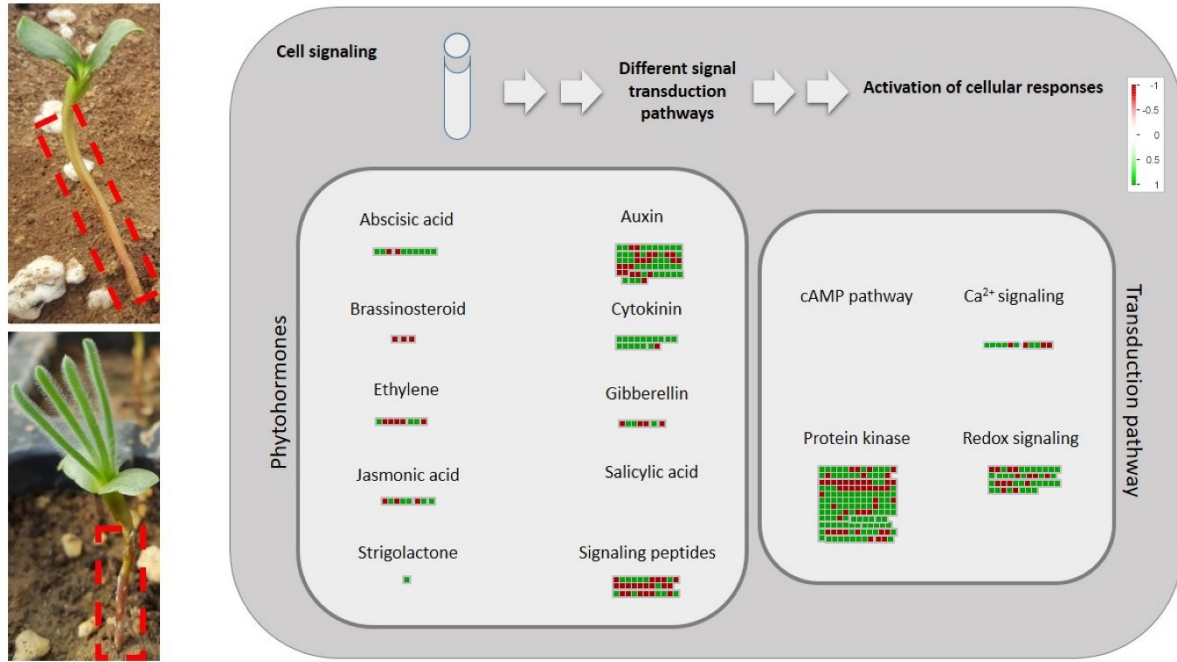 Cell signaling
Different signal
transduction
pathways
Activation of cellular responses
-1
-0.5
0
0.5
1
Phytohormones
Abscisic acid
Auxin
Brassinosteroid
Cytokinin
Ethylene
Gibberellin
Jasmonic acid
Salicylic acid
Strigolactone
Signaling peptides
cAMP pathway
Ca²⁺ signaling
Protein kinase
Redox signaling
Transduction pathway